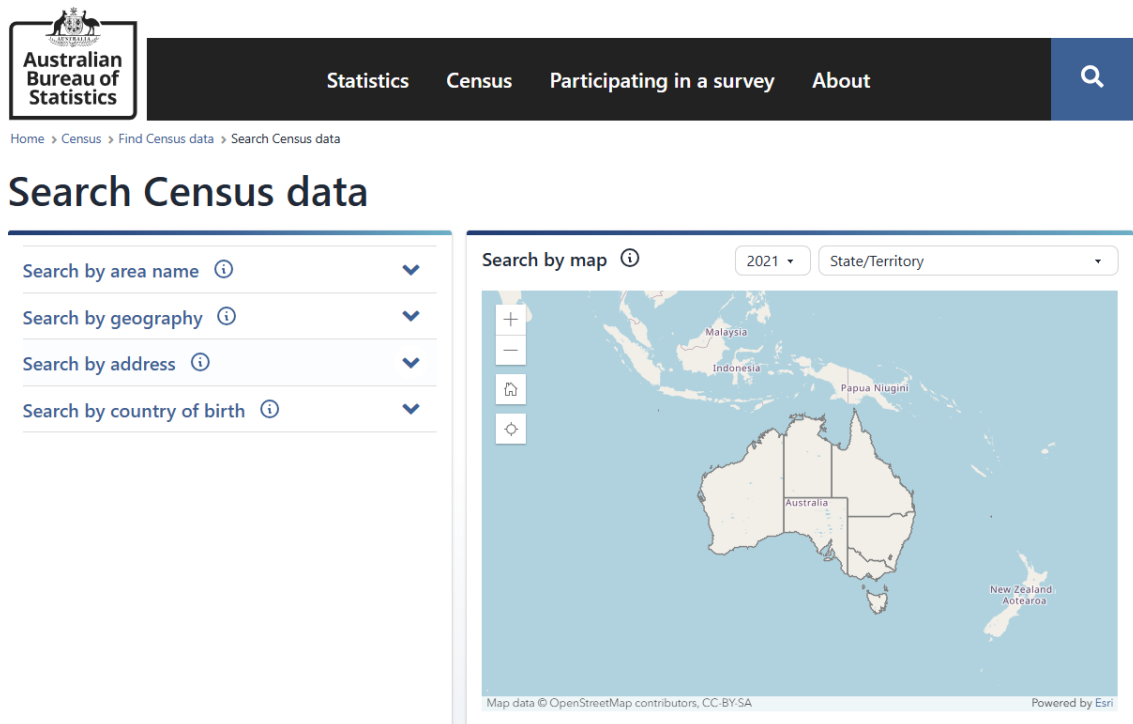 AUSTRALIA
Australian
Bureau of
Statistics
Statistics Census Participating in a survey About
Home > Census > Find Census data > Search Census data
Search Census data
Search by area name
Search by geography
Search by address
Search by country of birth
Search by map 2021 State/Territory
Malaysia
Indonesia
Papua Niugini
Australia
New Zealand
Aotearoa
Map data © OpenStreetMap contributors, CC-BY-SA Powered by Esri